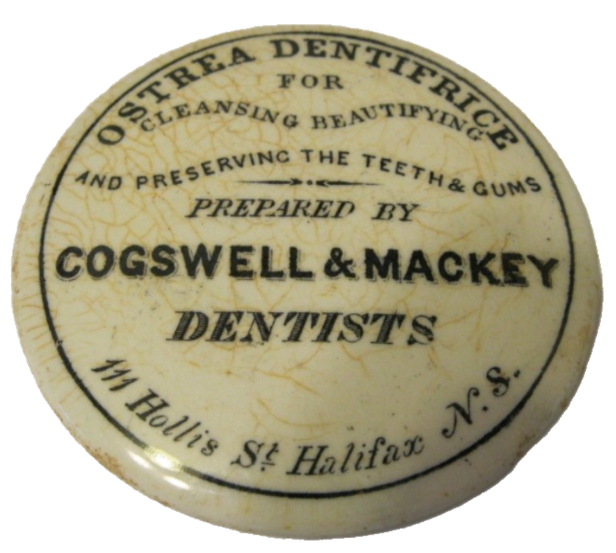 OSTREA DENTIFRICE
FOR
CLEANSING BEAUTIFYING
AND PRESERVING THE TEETH & GUMS
PREPARED BY
COGSWELL & MACKEY
DENTISTS
111 Hollis St. Halifax N.S.